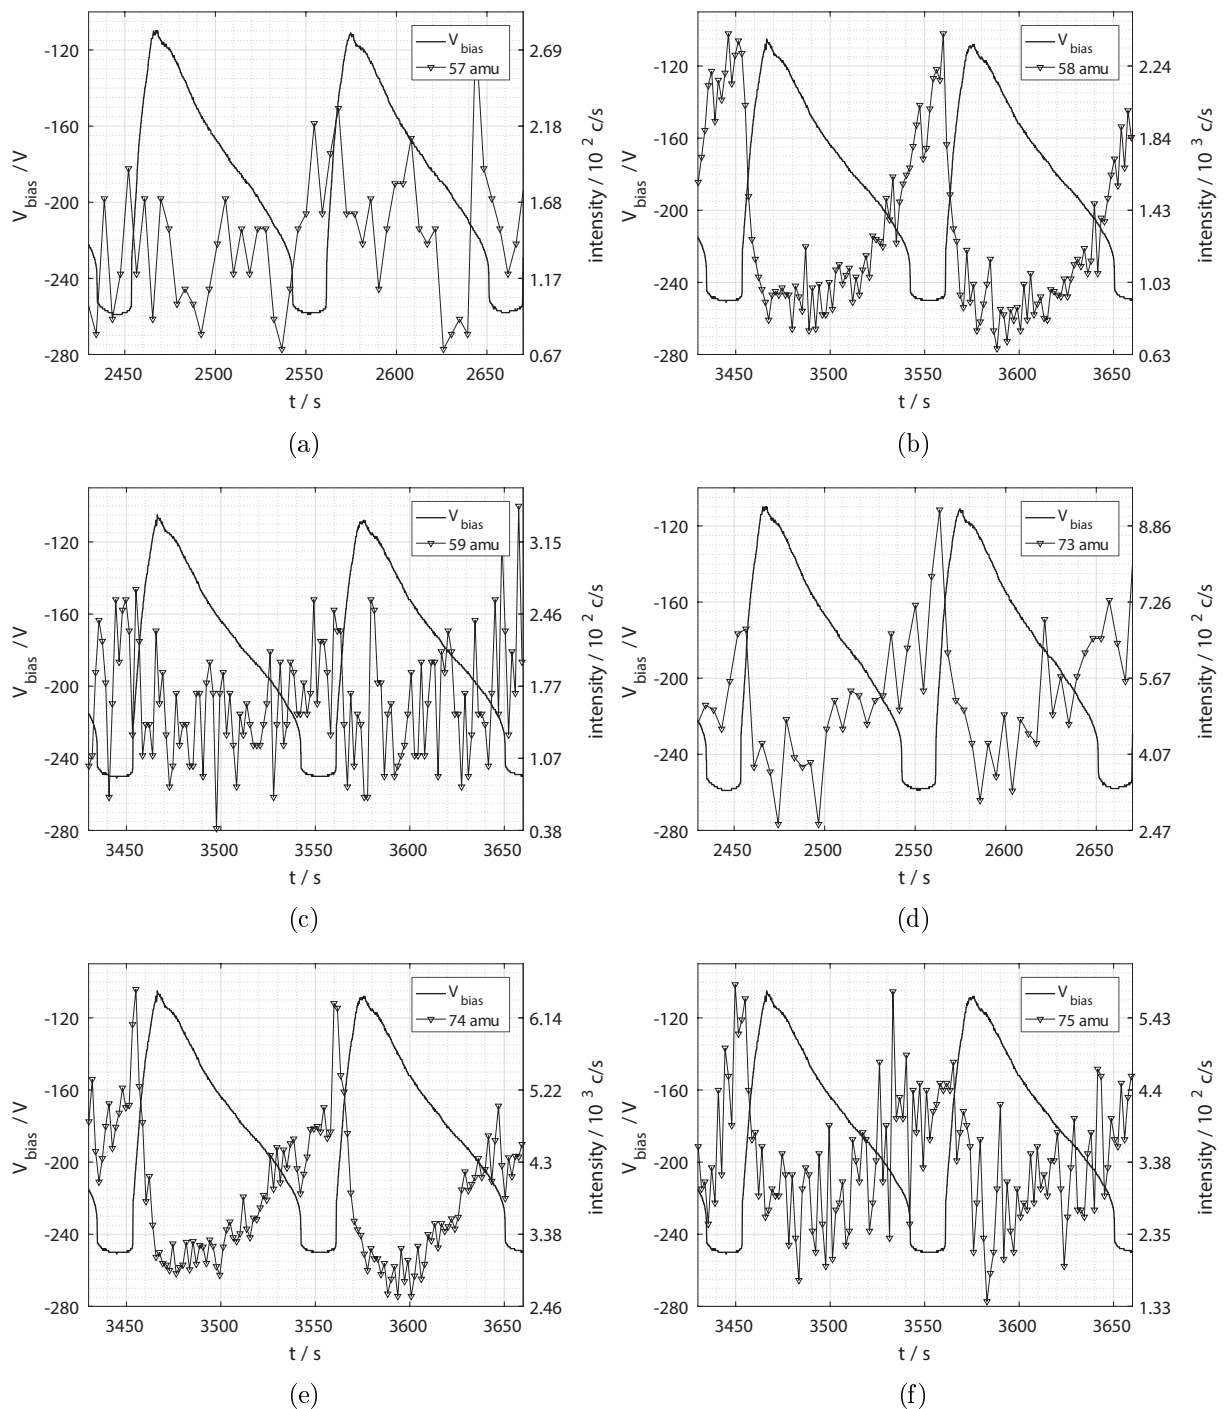 V bias
57 amu
-120
-160
-200
-240
-280
2.69
2.18
1.68
1.17
0.67
2450 2500 2550 2600 2650
V bias / V
intensity / 10 2 c/s
t / s
(a)
V bias
58 amu
-120
-160
-200
-240
-280
2.24
1.84
1.43
1.03
0.63
3450 3500 3550 3600 3650
V bias / V
intensity / 10 3 c/s
t / s
(b)
V bias
59 amu
-120
-160
-200
-240
-280
3.15
2.46
1.77
1.07
0.38
3450 3500 3550 3600 3650
V bias / V
intensity / 10 2 c/s
t / s
(c)
V bias
73 amu
-120
-160
-200
-240
-280
8.86
7.26
5.67
4.07
2.47
2450 2500 2550 2600 2650
V bias / V
intensity / 10 2 c/s
t / s
(d)
V bias
74 amu
-120
-160
-200
-240
-280
6.14
5.22
4.3
3.38
2.46
3450 3500 3550 3600 3650
V bias / V
intensity / 10 3 c/s
t / s
(e)
V bias
75 amu
-120
-160
-200
-240
-280
5.43
4.4
3.38
2.35
1.33
3450 3500 3550 3600 3650
V bias / V
intensity / 10 2 c/s
t / s
(f)